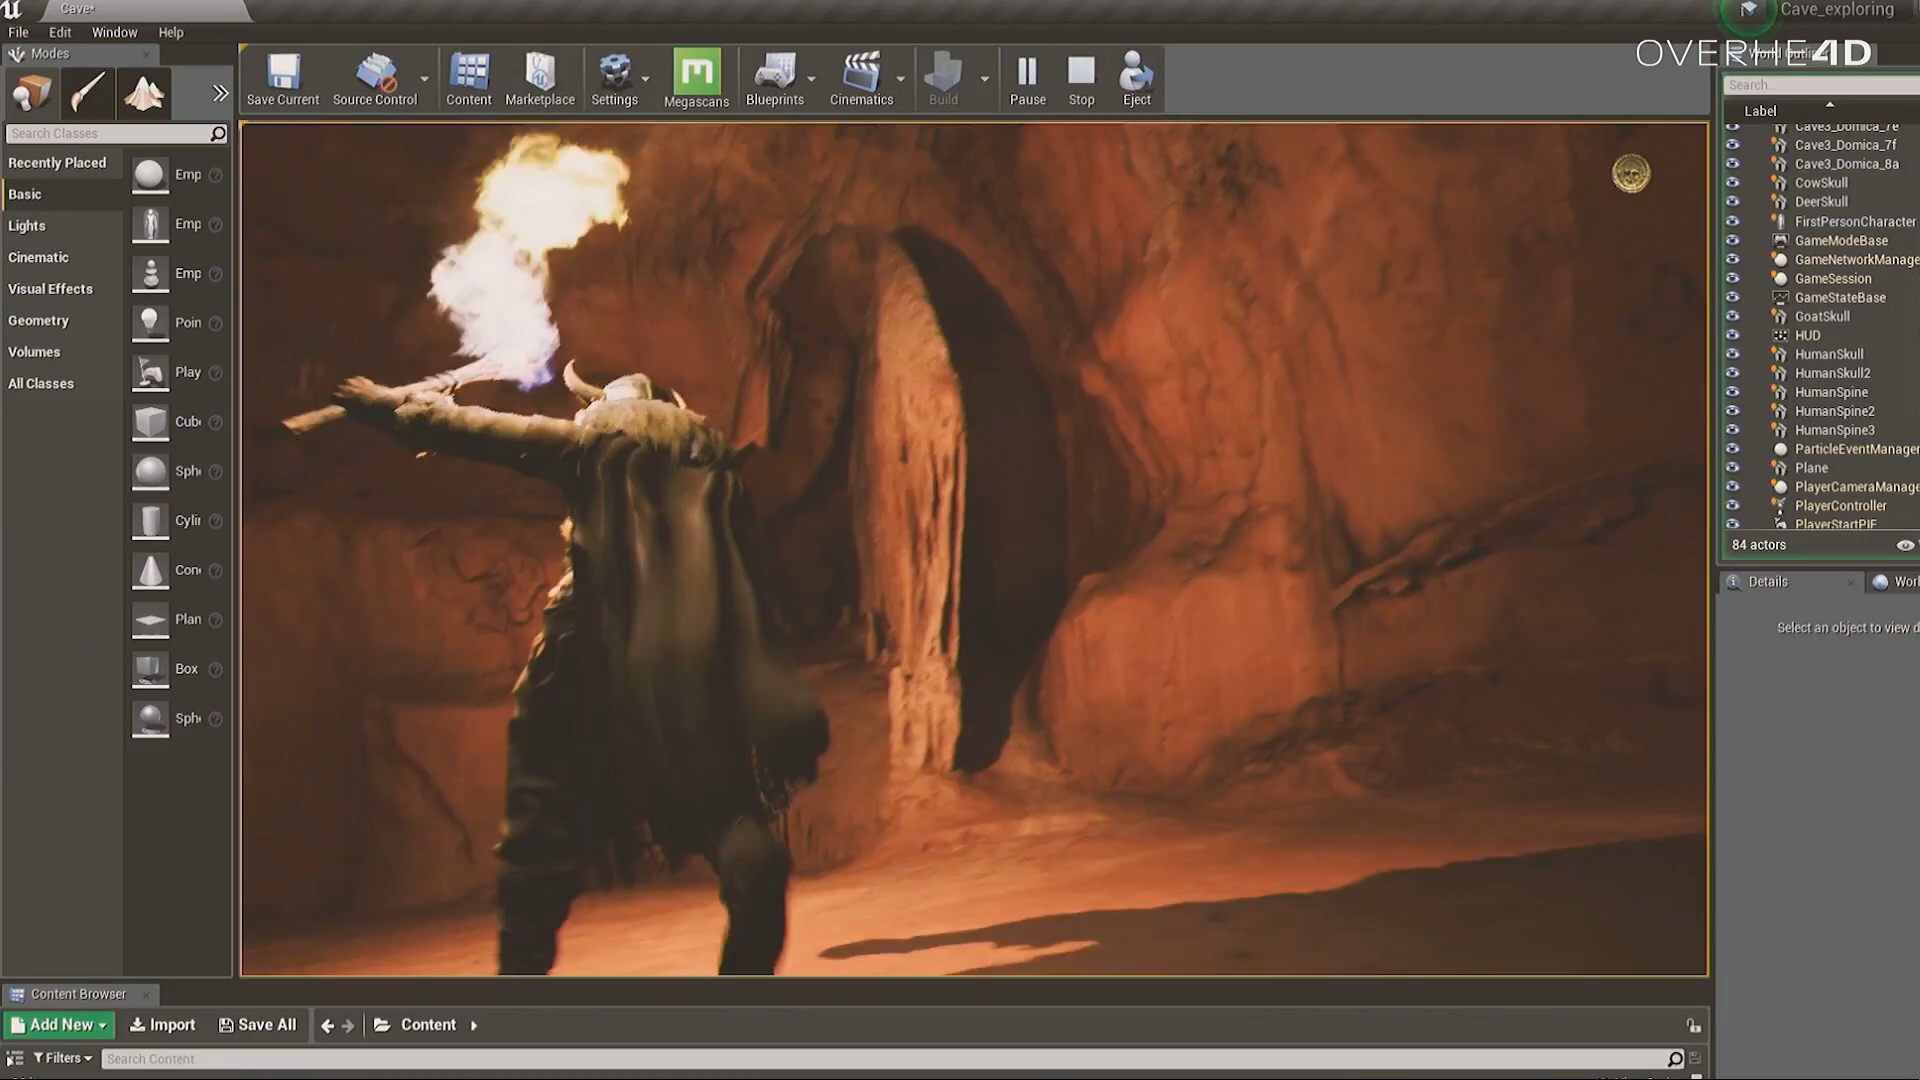 Cave*
Cave_exploring
File Edit Window Help
OVERHE4D
Modes
Search...
Save Current
Source Control
Content
Marketplace
Settings
Megascans
Blueprints
Cinematics
Build
Pause
Stop
Eject
Label
Search Classes
Recently Placed
Basic
Lights
Cinematic
Visual Effects
Geometry
Volumes
All Classes
Emp
Emp
Emp
Poin
Play
Cub
Sph
Cylin
Con
Plan
Box
Sph
Cave3_Domica_7e
Cave3_Domica_7f
Cave3_Domica_8a
CowSkull
DeerSkull
FirstPersonCharacter
GameModeBase
GameNetworkManage
GameSession
GameStateBase
GoatSkull
HUD
HumanSkull
HumanSkull2
HumanSpine
HumanSpine2
HumanSpine3
ParticleEventManager
Plane
PlayerCameraManage
PlayerController
PlayerStartPIE
84 actors
Details
Worl
Select an object to view d
Content Browser
Add New Import Save All Content
Filters Search Content